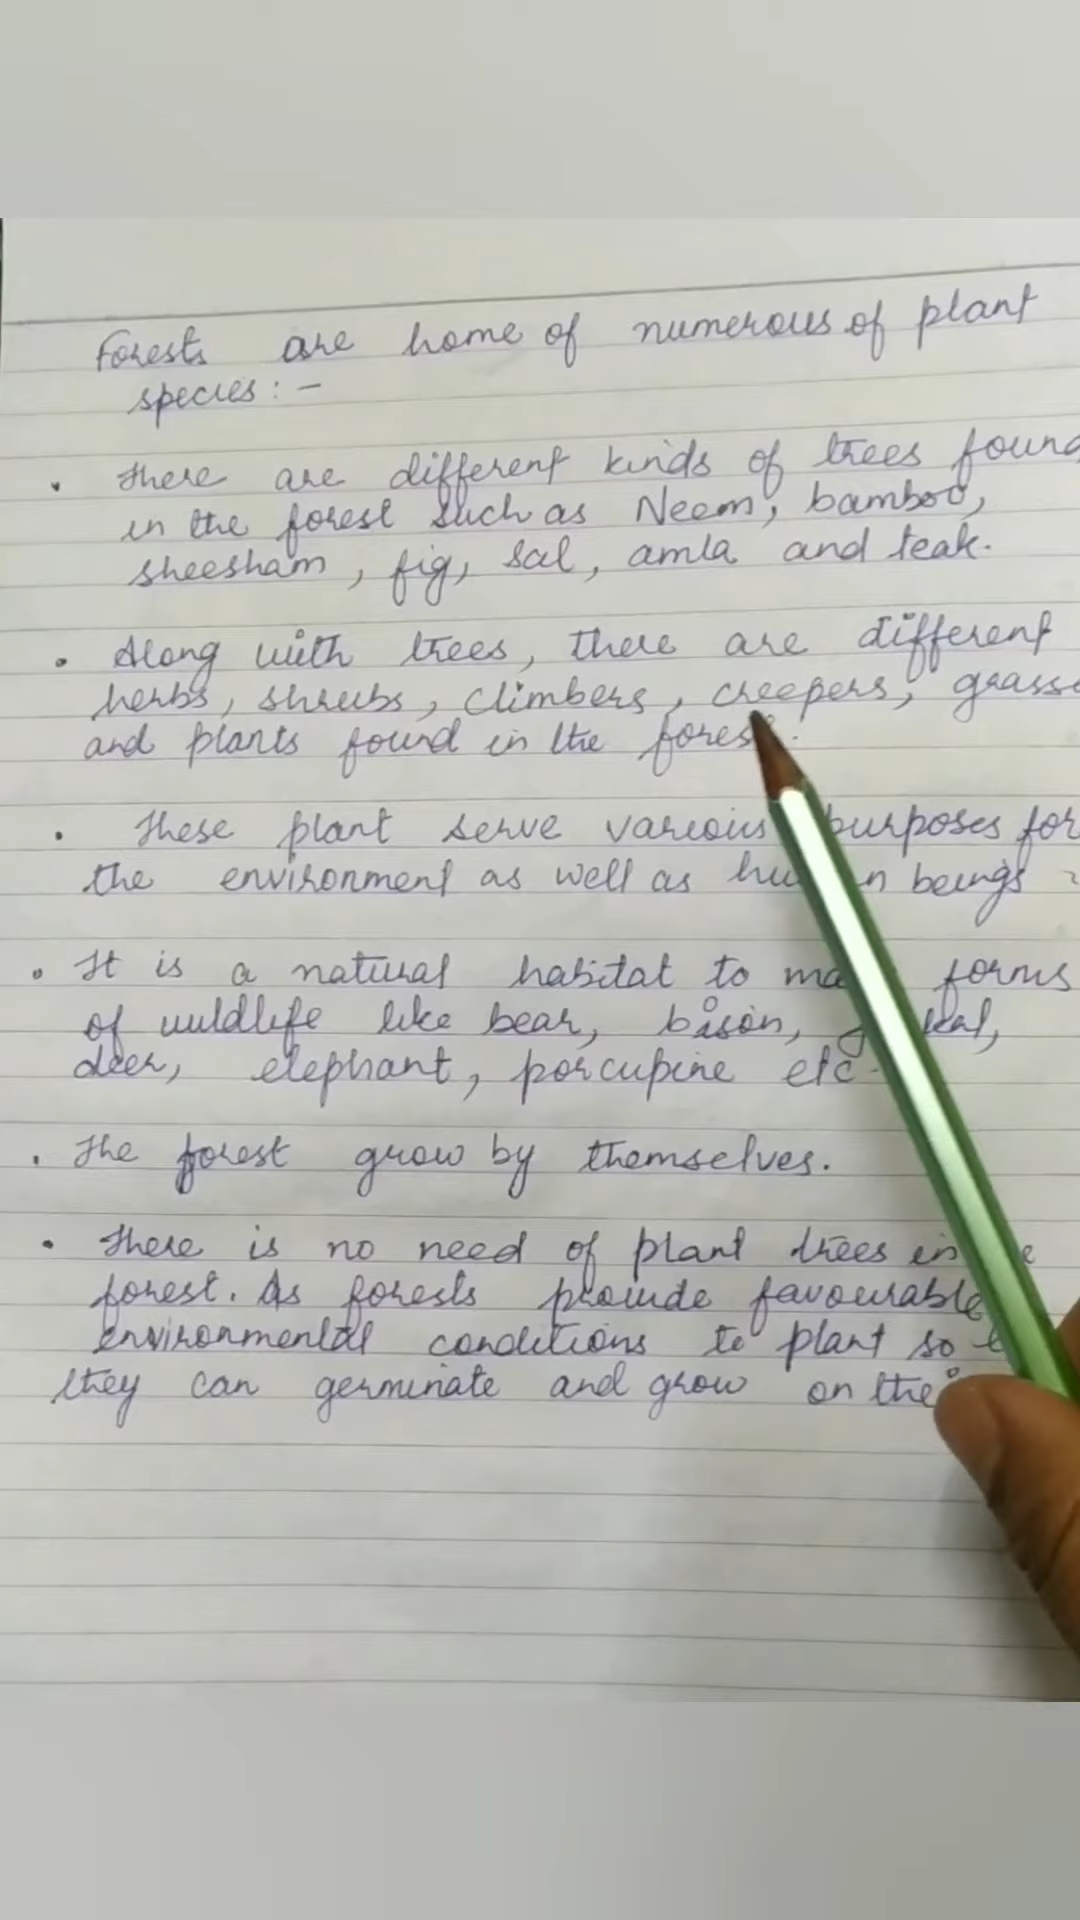 Forests are home of numerous of plant
species:-
. There are different kinds of trees found
in the forest such as Neem, bamboo,
sheesham, fig, sal, amla and teak.
. Along with trees, there are different
herbs, shrubs, climbers, creepers,
and plants found in the
. These plant serve various purposes for
the environment as well as beings
. It is a natural habitat to forms
of wildlife like bear, bison,
deer, elephant, porcupine etc.
. The forest grow by themselves.
. There is no need of plant trees in
forest. As forests provide favourable
environmental conditions to plant so
they can germinate and grow on